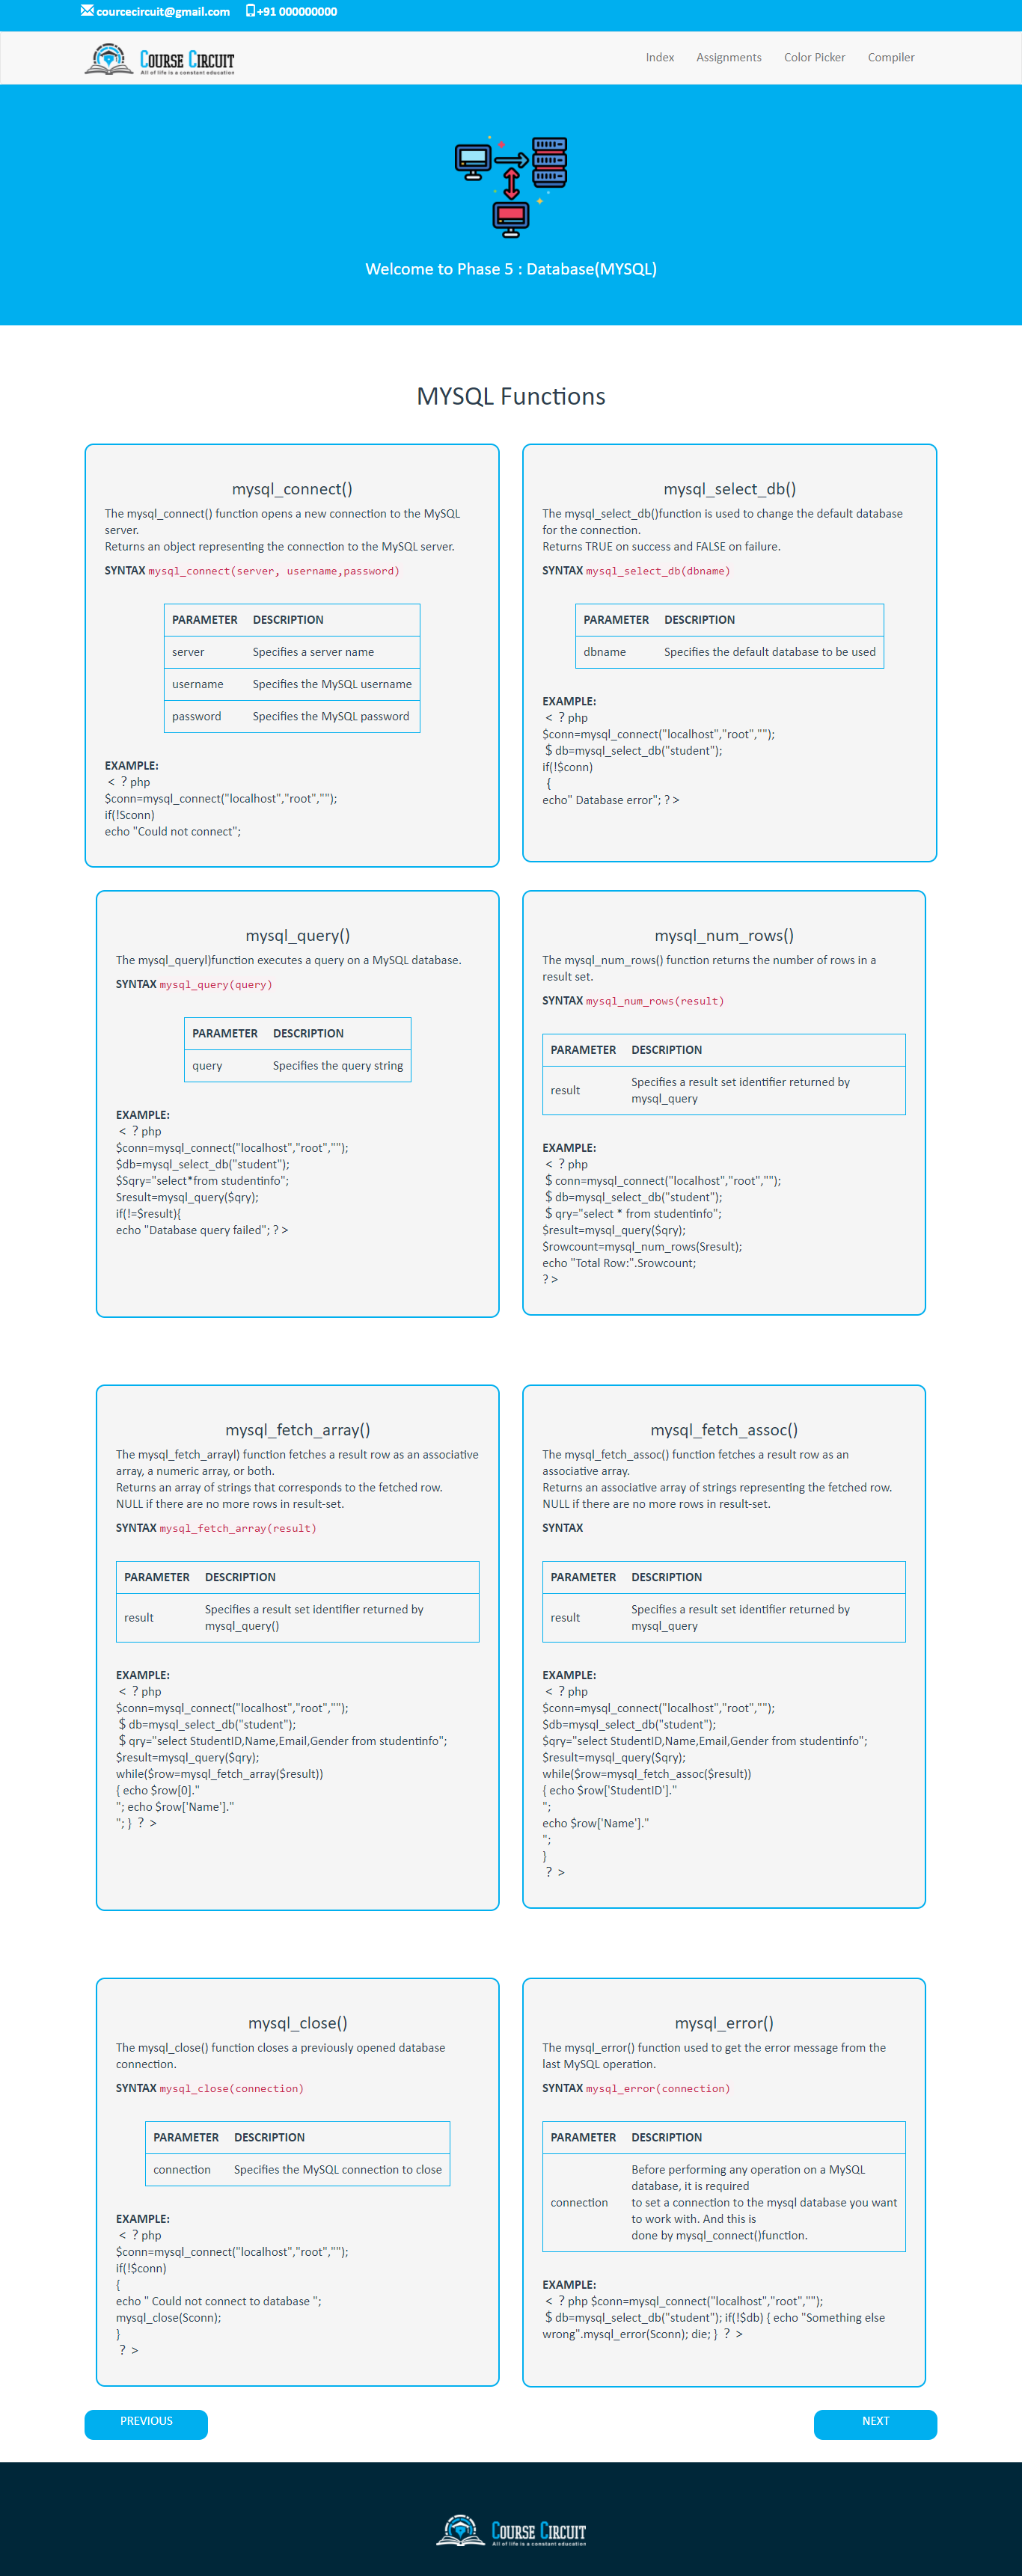 courcecircuit@gmail.com +91 000000000
COURSE CIRCUIT
All of life is a constant education
Index Assignments Color Picker Compiler
Welcome to Phase 5 : Database(MYSQL)
MYSQL Functions
mysql_connect()
The mysql_connect() function opens a new connection to the MySQL
server.
Returns an object representing the connection to the MySQL server.
SYNTAX mysql_connect(server, username,password)
PARAMETER DESCRIPTION
server Specifies a server name
username Specifies the MySQL username
password Specifies the MySQL password
EXAMPLE:
< ? php
$conn=mysql_connect("localhost","root","");
if(!Sconn)
echo "Could not connect";
mysql_select_db()
The mysql_select_db()function is used to change the default database
for the connection.
Returns TRUE on success and FALSE on failure.
SYNTAX mysql_select_db(dbname)
PARAMETER DESCRIPTION
dbname Specifies the default database to be used
EXAMPLE:
< ? php
$conn=mysql_connect("localhost","root","");
$ db=mysql_select_db("student");
if(!$conn)
{
echo" Database error"; ? >
mysql_query()
The mysql_queryl)function executes a query on a MySQL database.
SYNTAX mysql_query(query)
PARAMETER DESCRIPTION
query Specifies the query string
EXAMPLE:
< ? php
$conn=mysql_connect("localhost","root","");
$db=mysql_select_db("student");
$Sqry="select*from studentinfo";
Sresult=mysql_query($qry);
if(!=$result){
echo "Database query failed"; ? >
mysql_num_rows()
The mysql_num_rows() function returns the number of rows in a
result set.
SYNTAX mysql_num_rows(result)
PARAMETER DESCRIPTION
result Specifies a result set identifier returned by
mysql_query
EXAMPLE:
< ? php
$ conn=mysql_connect("localhost","root","");
$ db=mysql_select_db("student");
$ qry="select * from studentinfo";
$result=mysql_query($qry);
$rowcount=mysql_num_rows(Sresult);
echo "Total Row:".Srowcount;
? >
mysql_fetch_array()
The mysql_fetch_arrayl) function fetches a result row as an associative
array, a numeric array, or both.
Returns an array of strings that corresponds to the fetched row.
NULL if there are no more rows in result-set.
SYNTAX mysql_fetch_array(result)
PARAMETER DESCRIPTION
result Specifies a result set identifier returned by
mysql_query()
EXAMPLE:
< ? php
$conn=mysql_connect("localhost","root","");
$ db=mysql_select_db("student");
$ qry="select StudentID,Name,Email,Gender from studentinfo";
$result=mysql_query($qry);
while($row=mysql_fetch_array($result))
{ echo $row[0]."
"; echo $row['Name']."
"; } ? >
mysql_fetch_assoc()
The mysql_fetch_assoc() function fetches a result row as an
associative array.
Returns an associative array of strings representing the fetched row.
NULL if there are no more rows in result-set.
SYNTAX
PARAMETER DESCRIPTION
result Specifies a result set identifier returned by
mysql_query
EXAMPLE:
< ? php
$conn=mysql_connect("localhost","root","");
$db=mysql_select_db("student");
$qry="select StudentID,Name,Email,Gender from studentinfo";
$result=mysql_query($qry);
while($row=mysql_fetch_assoc($result))
{ echo $row['StudentID']."
";
echo $row['Name']."
";
}
? >
mysql_close()
The mysql_close() function closes a previously opened database
connection.
SYNTAX mysql_close(connection)
PARAMETER DESCRIPTION
connection Specifies the MySQL connection to close
EXAMPLE:
< ? php
$conn=mysql_connect("localhost","root","");
if(!$conn)
{
echo " Could not connect to database ";
mysql_close(Sconn);
}
? >
mysql_error()
The mysql_error() function used to get the error message from the
last MySQL operation.
SYNTAX mysql_error(connection)
PARAMETER DESCRIPTION
connection Before performing any operation on a MySQL
database, it is required
to set a connection to the mysql database you want
to work with. And this is
done by mysql_connect()function.
EXAMPLE:
< ? php $conn=mysql_connect("localhost","root","");
$ db=mysql_select_db("student"); if(!$db) { echo "Something else
wrong".mysql_error(Sconn); die; } ? >
PREVIOUS NEXT
COURSE CIRCUIT
All of life is a constant education